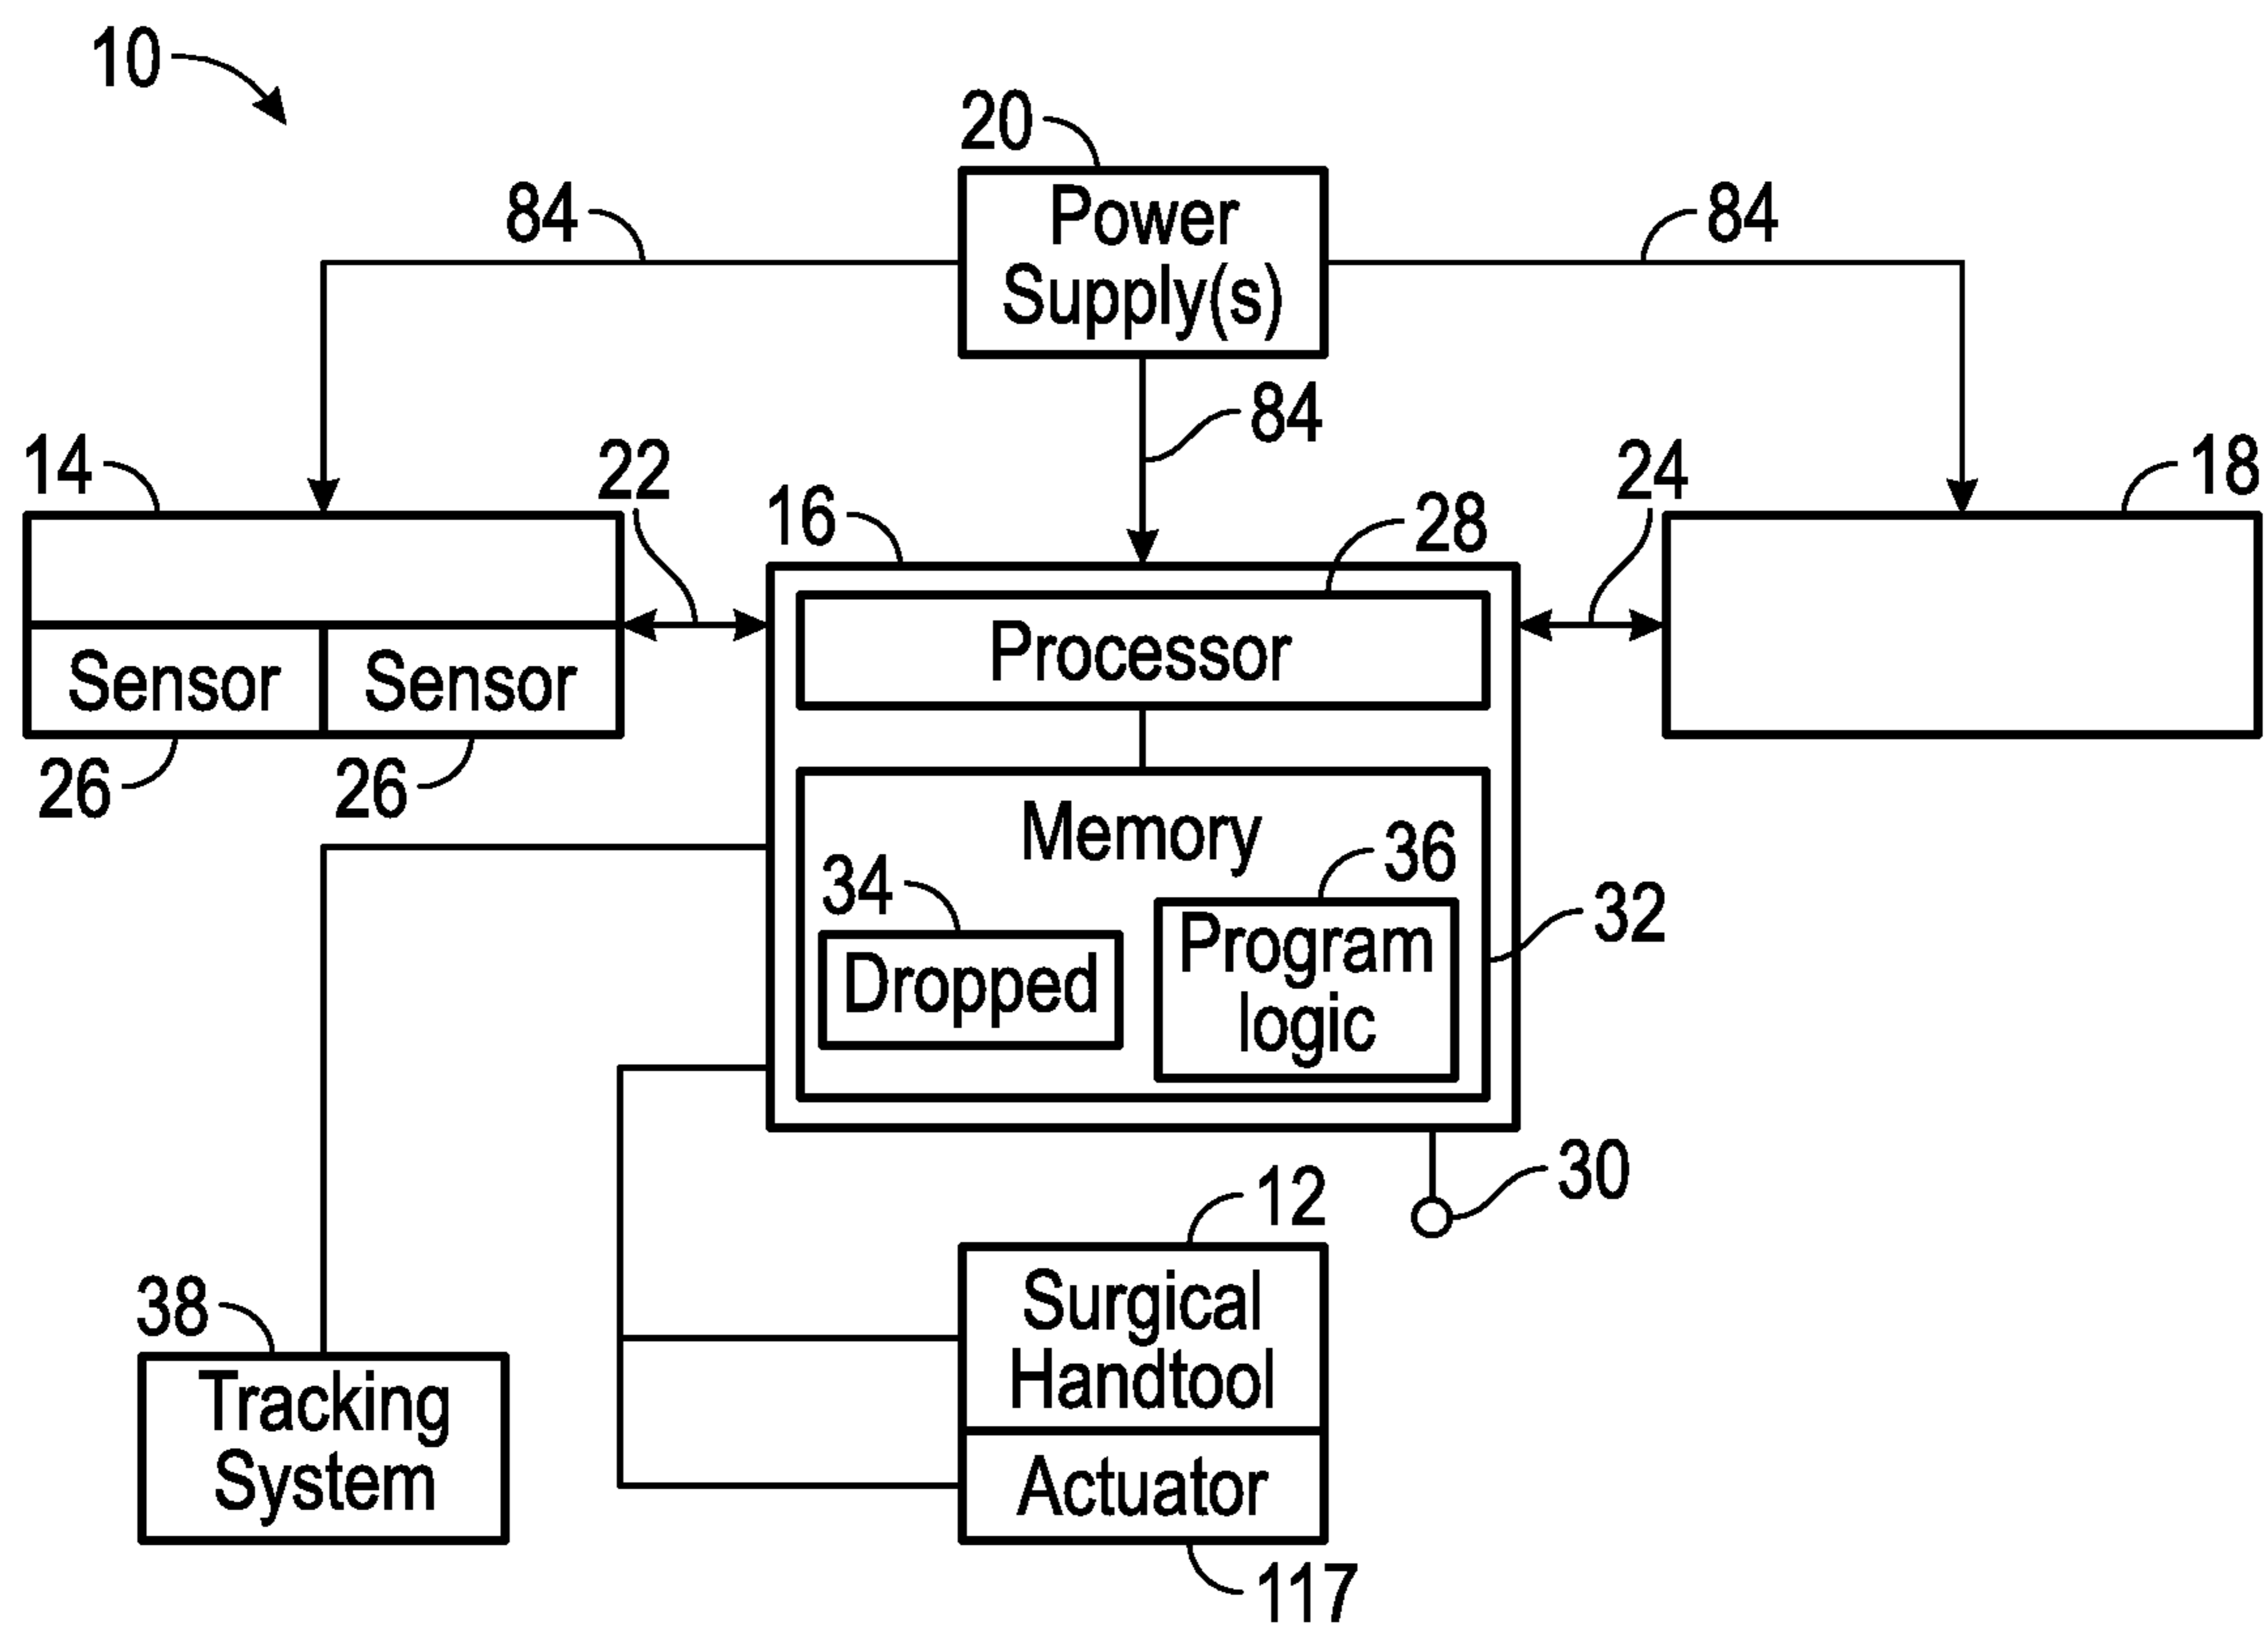 10
20
Power
Supply(s)
84
84
84
14
22
16
28
24
18
Processor
Sensor
Sensor
26
26
Memory
34
36
32
Dropped
Program
logic
30
12
38
Surgical
Handtool
Tracking
System
Actuator
117